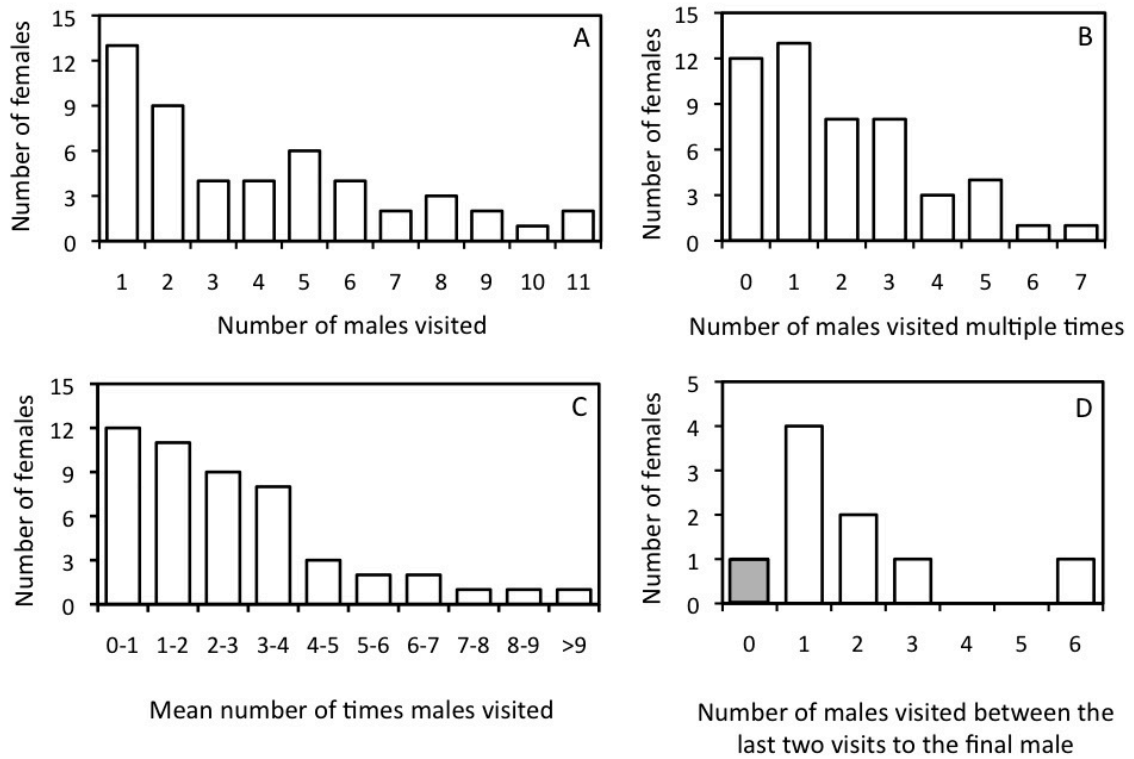 Number of females
15
12
9
6
3
0
A
1 2 3 4 5 6 7 8 9 10 11
Number of males visited
Number of females
15
12
9
6
3
0
B
0 1 2 3 4 5 6 7
Number of males visited multiple times
Number of females
15
12
9
6
3
0
C
0-1 1-2 2-3 3-4 4-5 5-6 6-7 7-8 8-9 >9
Mean number of times males visited
Number of females
5
4
3
2
1
0
D
0 1 2 3 4 5 6
Number of males visited between the
last two visits to the final male